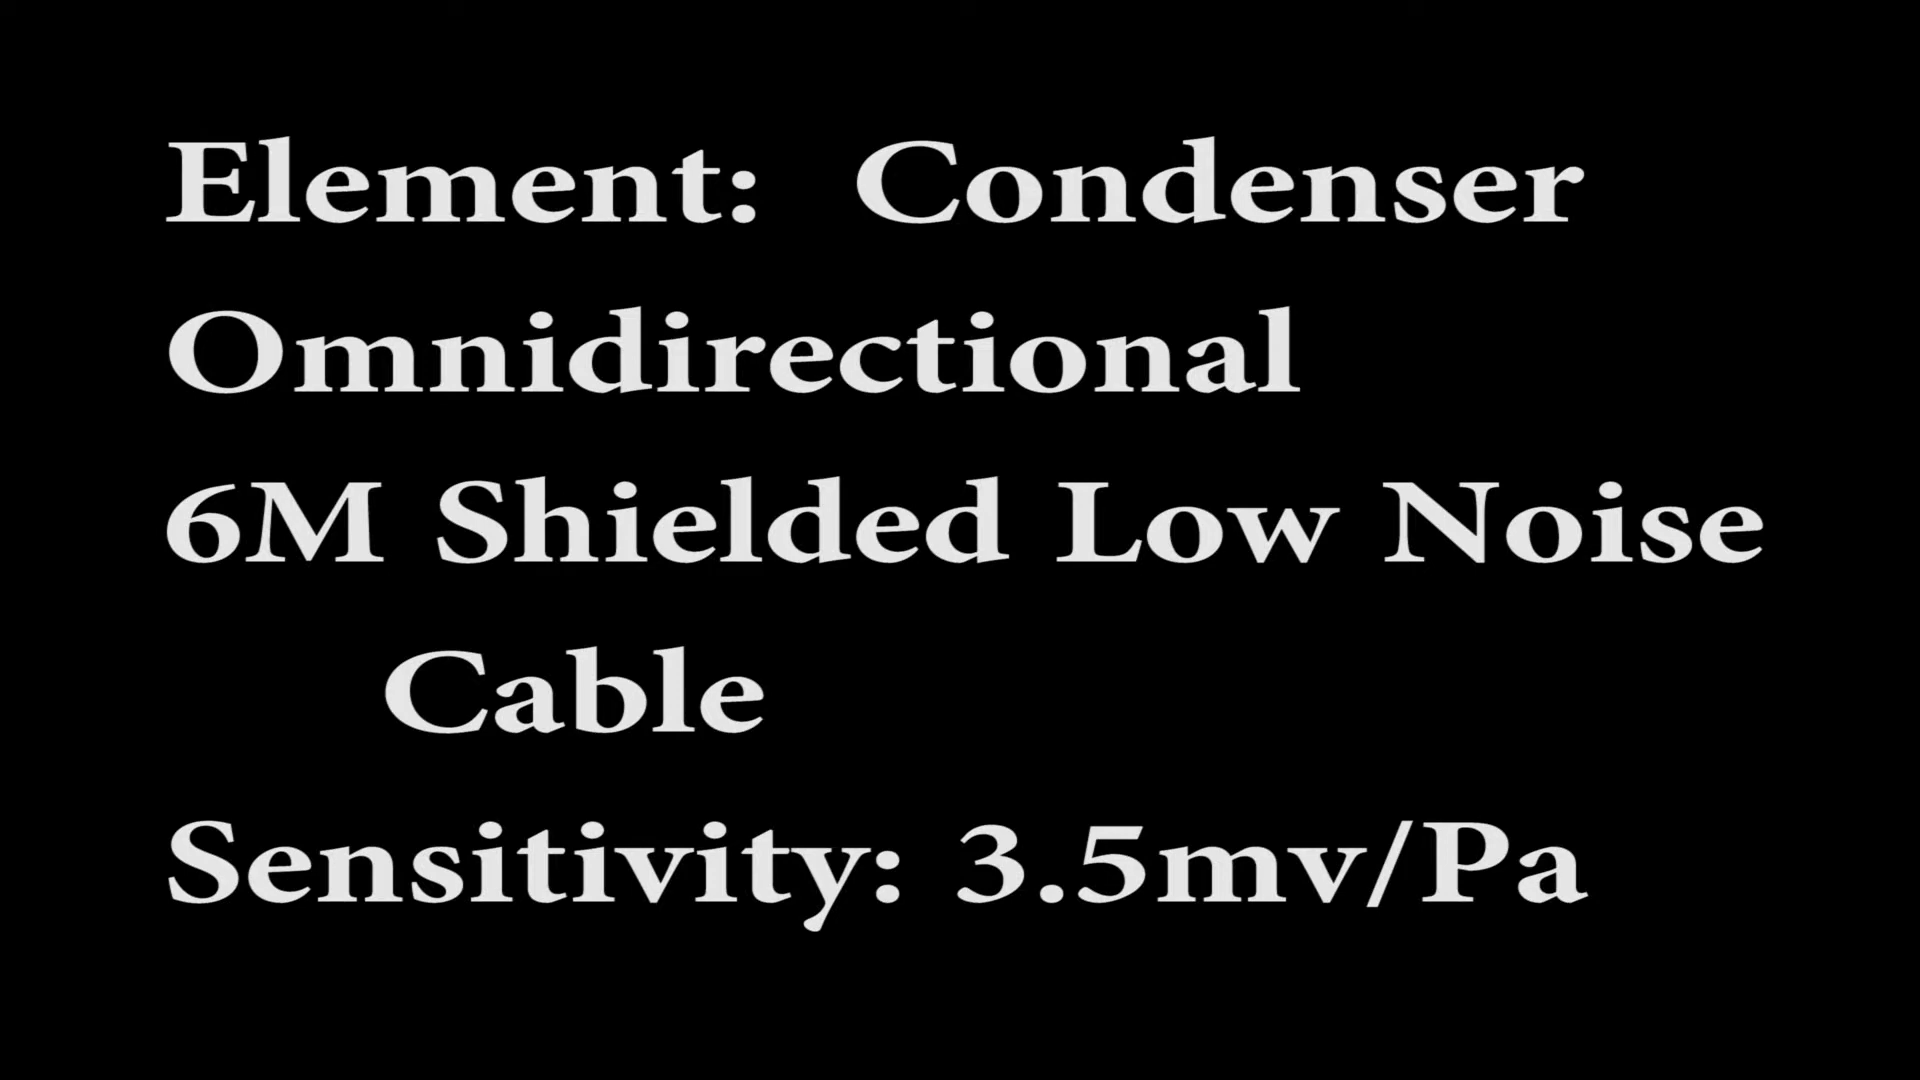 Element:  Condenser
Omnidirectional
6M Shielded Low Noise
Cable
Sensitivity: 3.5mv/Pa